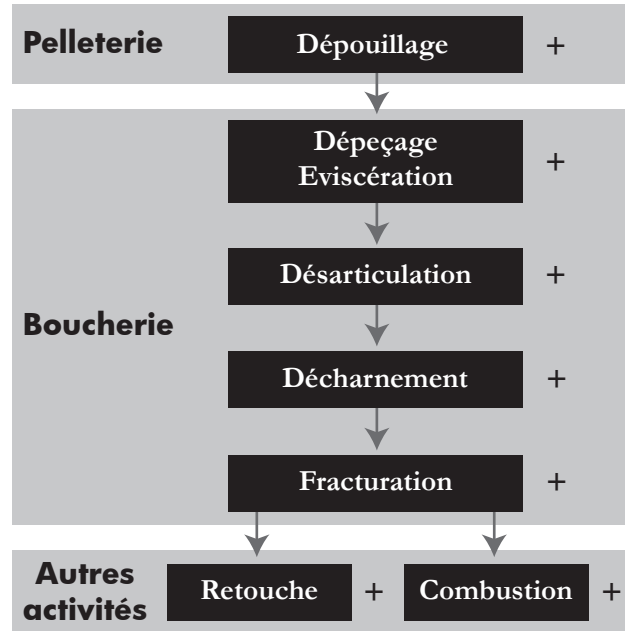 Pelleterie
Dépouillage +
Dépeçage
Eviscération +
Désarticulation +
Boucherie
Décharnement +
Fracturation +
Autres
activités
Retouche + Combustion +